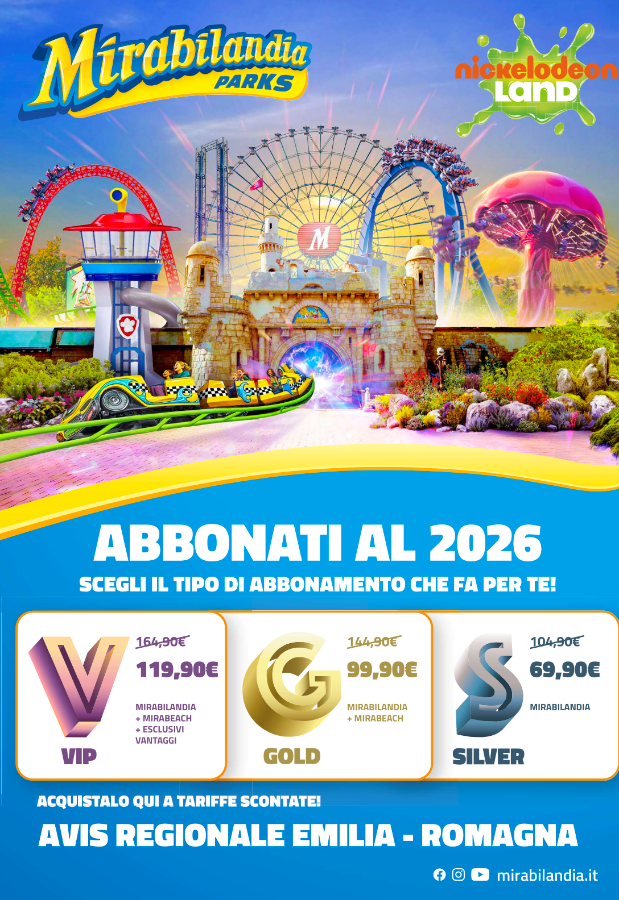 Mirabilandia
PARKS
nickelodeon
LAND
M
ABBONATI AL 2026
SCEGLI IL TIPO DI ABBONAMENTO CHE FA PER TE!
V
164,90€
119,90€
MIRABILANDIA
+ MIRABEACH
+ ESCLUSIVI
VANTAGGI
VIP
G
144,90€
99,90€
MIRABILANDIA
+ MIRABEACH
GOLD
S
104,90€
69,90€
MIRABILANDIA
SILVER
ACQUISTALO QUI A TARIFFE SCONTATE!
AVIS REGIONALE EMILIA - ROMAGNA
mirabilandia.it